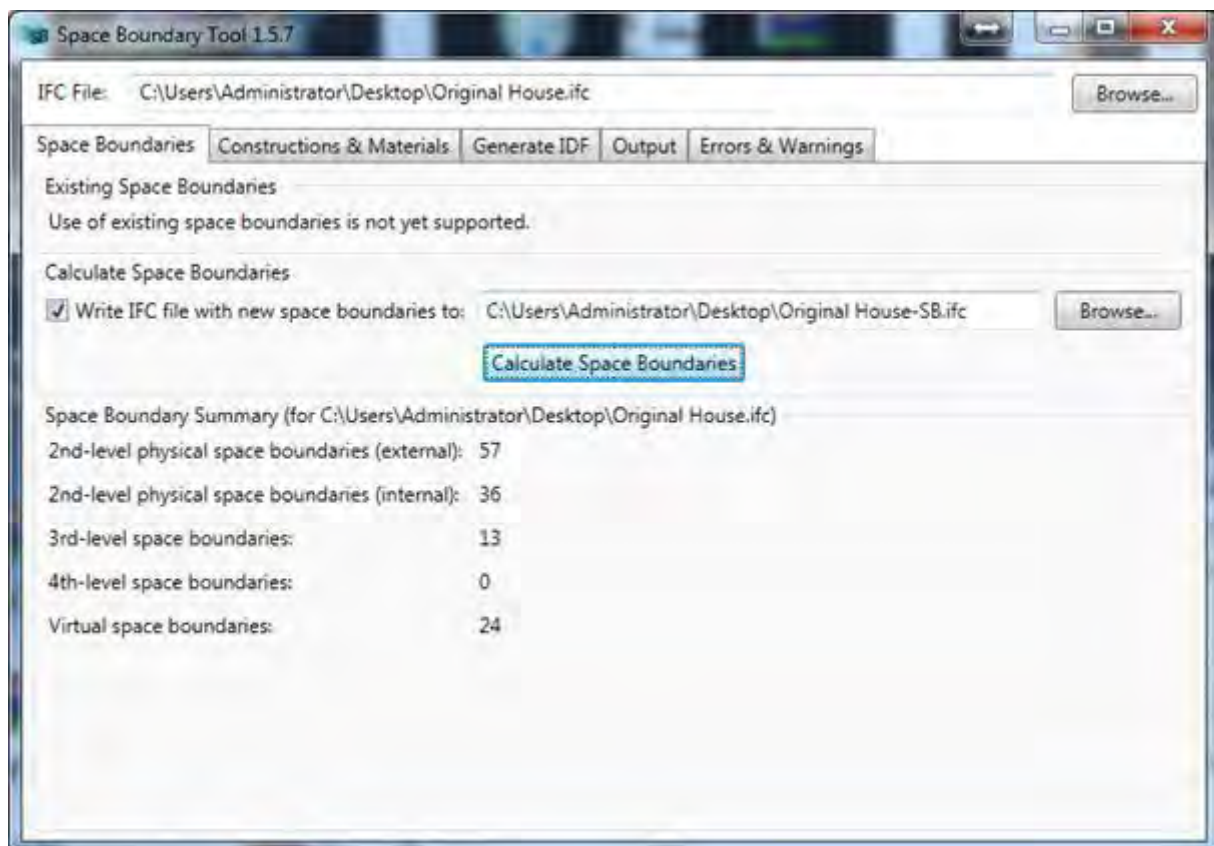 Space Boundary Tool 1.5.7
IFC File: C:\Users\Administrator\Desktop\Original House.ifc Browse...
Space Boundaries Constructions & Materials Generate IDF Output Errors & Warnings
Existing Space Boundaries
Use of existing space boundaries is not yet supported.
Calculate Space Boundaries
Write IFC file with new space boundaries to: C:\Users\Administrator\Desktop\Original House-SB.ifc Browse...
Calculate Space Boundaries
Space Boundary Summary (for C:\Users\Administrator\Desktop\Original House.ifc)
2nd-level physical space boundaries (external): 57
2nd-level physical space boundaries (internal): 36
3rd-level space boundaries: 13
4th-level space boundaries: 0
Virtual space boundaries: 24